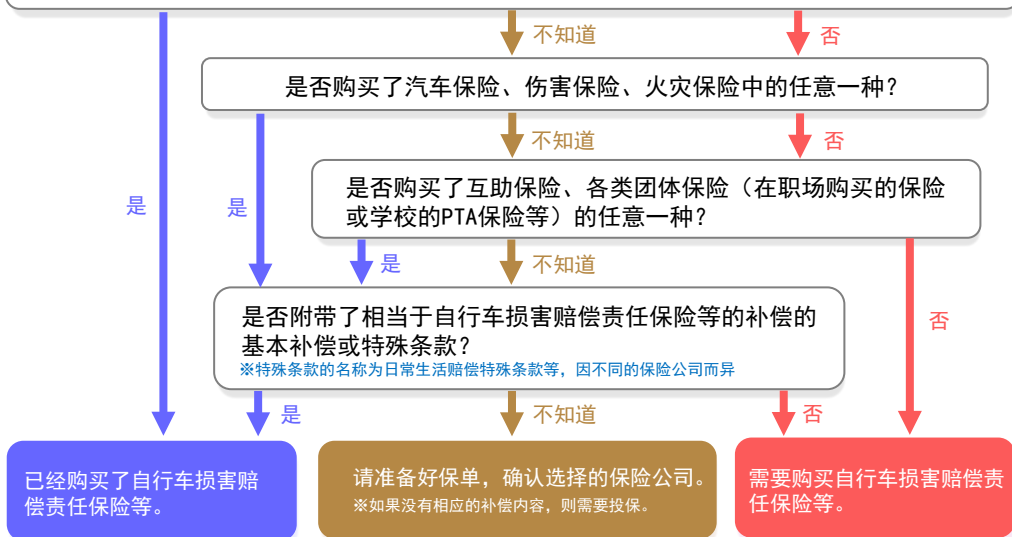 不知道
否
是否购买了汽车保险、伤害保险、火灾保险中的任意一种?
不知道
否
是
是
是否购买了互助保险、各类团体保险（在职场购买的保险
或学校的PTA保险等）的任意一种?
是
不知道
否
是否附带了相当于自行车损害赔偿责任保险等的补偿的
基本补偿或特殊条款?
※特殊条款的名称为日常生活赔偿特殊条款等，因不同的保险公司而异
是
不知道
否
已经购买了自行车损害赔
偿责任保险等。
请准备好保单，确认选择的保险公司。
※如果没有相应的补偿内容，则需要投保。
需要购买自行车损害赔偿责
任保险等。